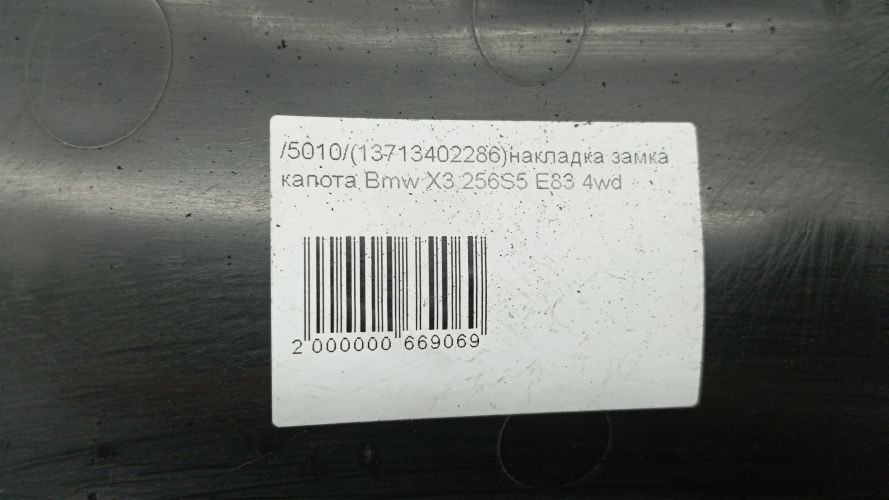 /5010/(13713402286)накладка замка
капота Bmw X3 256S5 E83 4wd
2 000000 669069